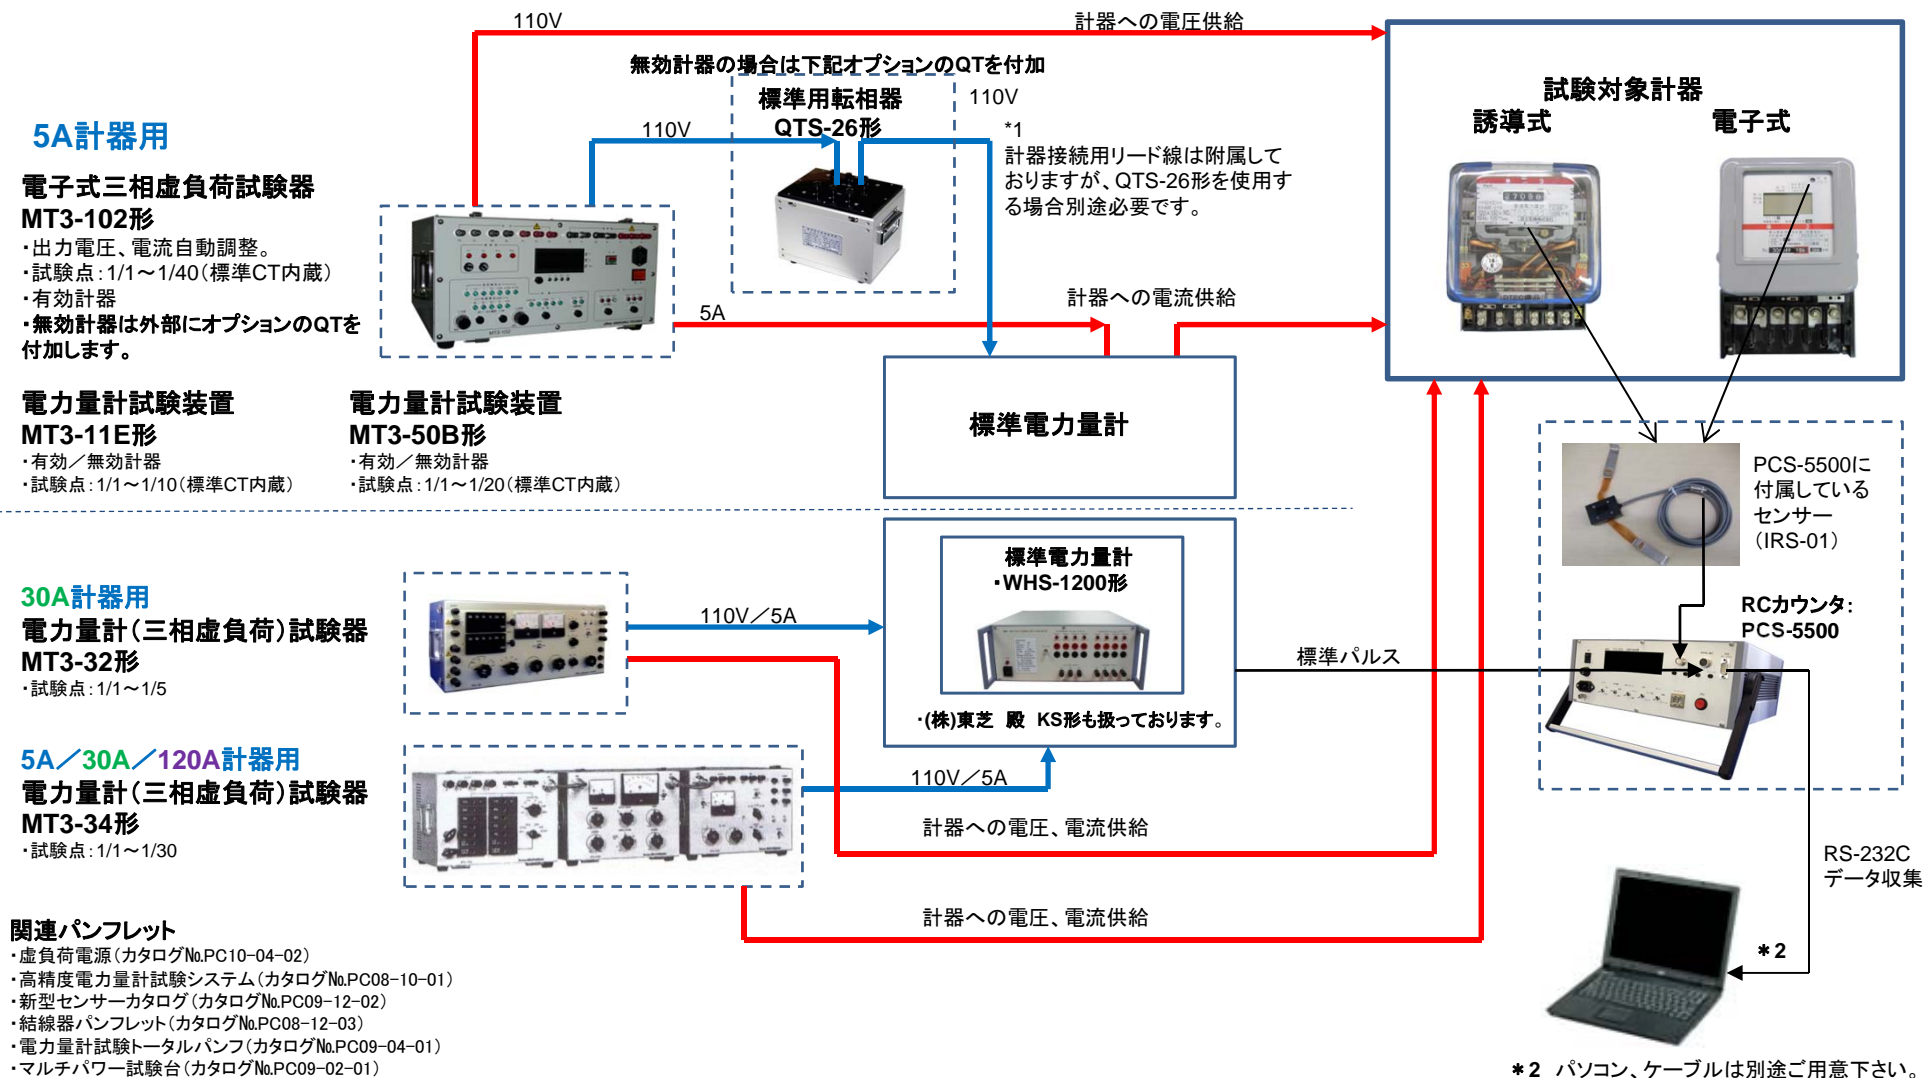 110V
計器への電圧供給
無効計器の場合は下記オプションのQTを付加
標準用転相器
QTS-26形
110V
110V
*1
計器接続用リード線は附属して
おりますが、QTS-26形を使用す
る場合別途必要です。
試験対象計器
誘導式
電子式
5A計器用
電子式三相虚負荷試験器
MT3-102形
・出力電圧、電流自動調整。
・試験点：1/1～1/40（標準CT内蔵）
・有効計器
・無効計器は外部にオプションのQTを
付加します。
5A
計器への電流供給
電力量計試験装置
MT3-11E形
・有効／無効計器
・試験点：1/1～1/10（標準CT内蔵）
電力量計試験装置
MT3-50B形
・有効／無効計器
・試験点：1/1～1/20（標準CT内蔵）
標準電力量計
PCS-5500に
付属している
センサー
（IRS-01）
30A計器用
電力量計（三相虚負荷）試験器
MT3-32形
・試験点：1/1～1/5
110V／5A
標準電力量計
・WHS-1200形
・(株)東芝　殿　KS形も扱っております。
標準パルス
RCカウンタ：
PCS-5500
5A／30A／120A計器用
電力量計（三相虚負荷）試験器
MT3-34形
・試験点：1/1～1/30
110V／5A
計器への電圧、電流供給
計器への電圧、電流供給
RS-232C
データ収集
＊2
関連パンフレット
・虚負荷電源（カタログ№PC10-04-02）
・高精度電力量計試験システム（カタログ№PC08-10-01）
・新型センサーカタログ（カタログ№PC09-12-02）
・結線器パンフレット（カタログ№PC08-12-03）
・電力量計試験トータルパンフ（カタログ№PC09-04-01）
・マルチパワー試験台（カタログ№PC09-02-01）
＊2　パソコン、ケーブルは別途ご用意下さい。